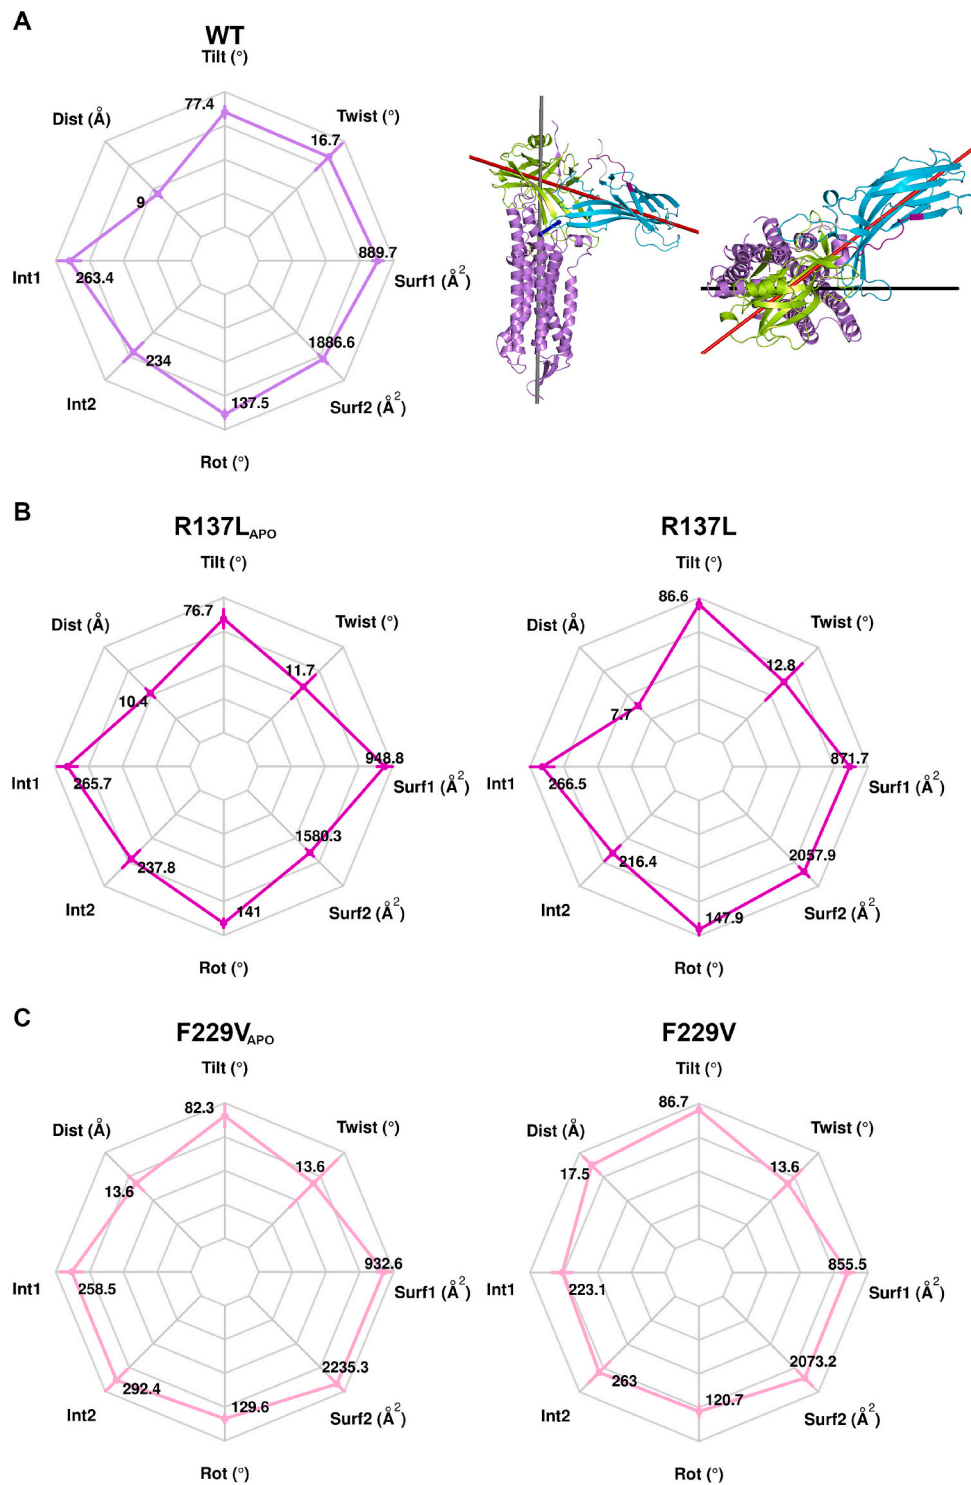 A
WT
Tilt (°)
77.4
Dist (Å)
Twist (°)
16.7
9
889.7
Int1
263.4
Surf1 (Å2)
1886.6
234
Int2
137.5
Surf2 (Å2)
Rot (°)
B
R137LAPO
R137L
Tilt (°)
Tilt (°)
76.7
86.6
Dist (Å)
Twist (°)
Dist (Å)
Twist (°)
11.7
12.8
10.4
7.7
948.8
871.7
Int1
265.7
Surf1 (Å2)
Int1
266.5
Surf1 (Å2)
1580.3
2057.9
237.8
216.4
Int2
141
Surf2 (Å2)
Int2
147.9
Surf2 (Å2)
Rot (°)
Rot (°)
C
F229VAPO
F229V
Tilt (°)
Tilt (°)
82.3
86.7
Dist (Å)
Twist (°)
Dist (Å)
Twist (°)
13.6
13.6
13.6
17.5
932.6
855.5
Int1
258.5
Surf1 (Å2)
Int1
223.1
Surf1 (Å2)
2235.3
2073.2
292.4
263
Int2
129.6
Surf2 (Å2)
Int2
120.7
Surf2 (Å2)
Rot (°)
Rot (°)